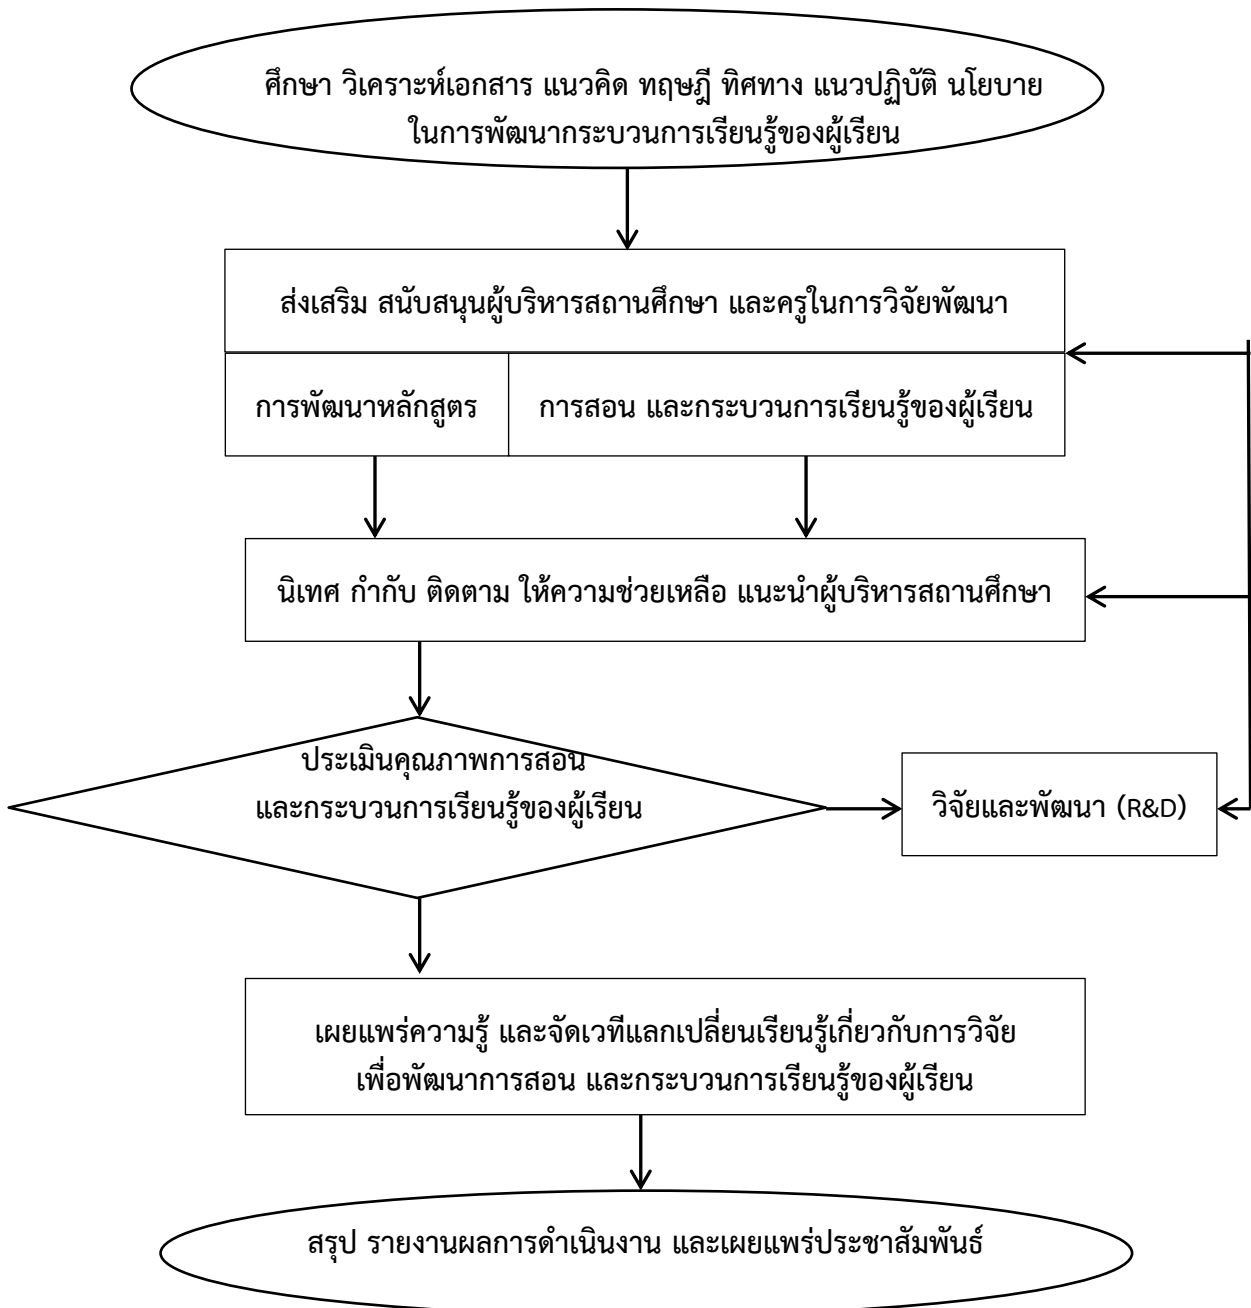 ศึกษา วิเคราะห์เอกสาร แนวคิด ทฤษฎี ทิศทาง แนวปฏิบัติ นโยบาย
ในการพัฒนากระบวนการเรียนรู้ของผู้เรียน
ส่งเสริม สนับสนุนผู้บริหารสถานศึกษา และครูในการวิจัยพัฒนา
การพัฒนาหลักสูตร
การสอน และกระบวนการเรียนรู้ของผู้เรียน
นิเทศ กำกับ ติดตาม ให้ความช่วยเหลือ แนะนำผู้บริหารสถานศึกษา
ประเมินคุณภาพการสอน
และกระบวนการเรียนรู้ของผู้เรียน
วิจัยและพัฒนา (R&D)
เผยแพร่ความรู้ และจัดเวทีแลกเปลี่ยนเรียนรู้เกี่ยวกับการวิจัย
เพื่อพัฒนาการสอน และกระบวนการเรียนรู้ของผู้เรียน
สรุป รายงานผลการดำเนินงาน และเผยแพร่ประชาสัมพันธ์